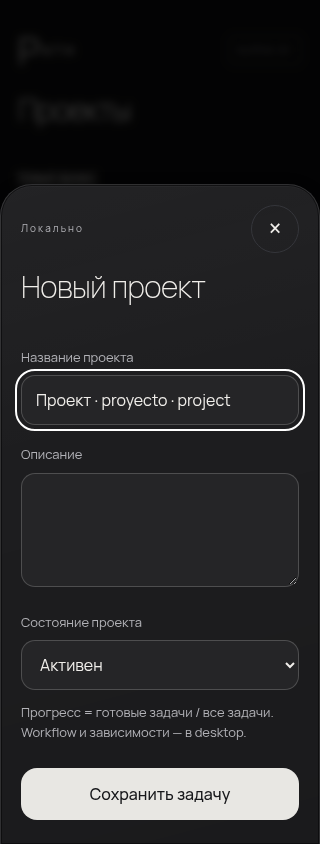 Проекты
Локально
×
Новый проект
Название проекта
Проект · proyecto · project
Описание
Состояние проекта
Активен
Прогресс = готовые задачи / все задачи.
Workflow и зависимости — в desktop.
Сохранить задачу